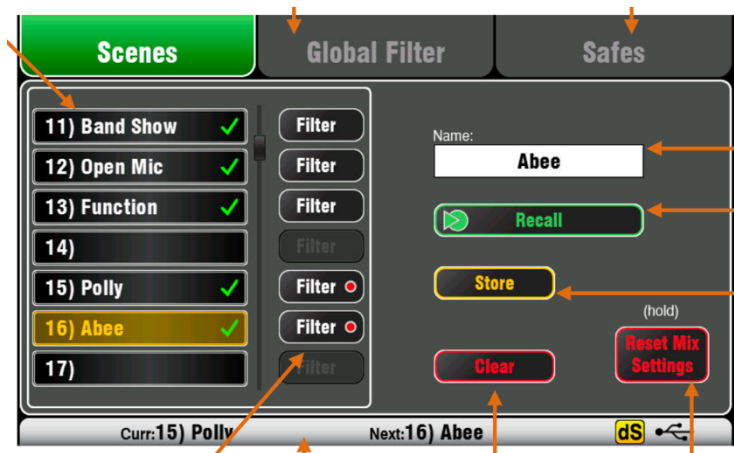 Scenes
Global Filter
Safes
11) Band Show
Filter
12) Open Mic
Filter
13) Function
Filter
14)
Filter
15) Polly
Filter
16) Abee
Filter
17)
Filter
Name:
Abee
Recall
Store
(hold)
Clear
Reset Mix
Settings
Curr:15) Polly
Next:16) Abee
dS